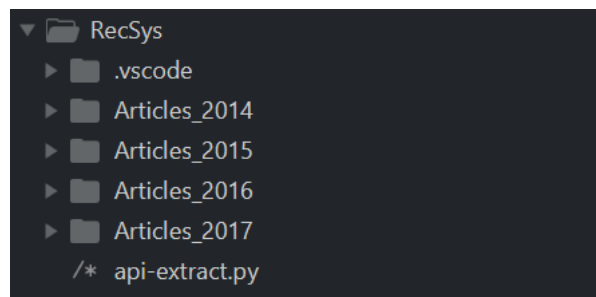 RecSys
.vscode
Articles_2014
Articles_2015
Articles_2016
Articles_2017
/* api-extract.py